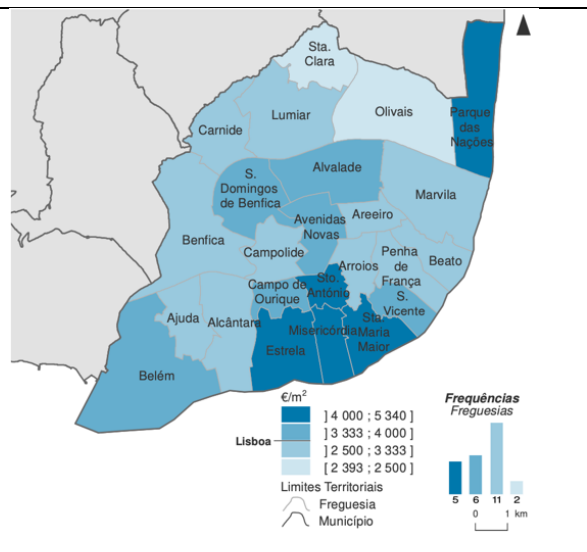 Sta.
Clara
Olivais
Parque
das
Nações
Lumiar
Carnide
Alvalade
S.
Domingos
de Benfica
Marvila
Avenidas
Novas
Areeiro
Benfica
Campolide
Penha
de
França
Beato
Arroios
Sto.
António
Campo de
Ourique
S.
Vicente
Ajuda
Alcântara
Misericórdia
Sta.
Maria
Maior
Estrela
Belém
€/m²
] 4 000 ; 5 340 ]
] 3 333 ; 4 000 ]
Lisboa
] 2 500 ; 3 333 ]
[ 2 393 ; 2 500 ]
Limites Territoriais
Freguesia
Município
Frequências
Freguesias
5 6 11 2
0 1 km